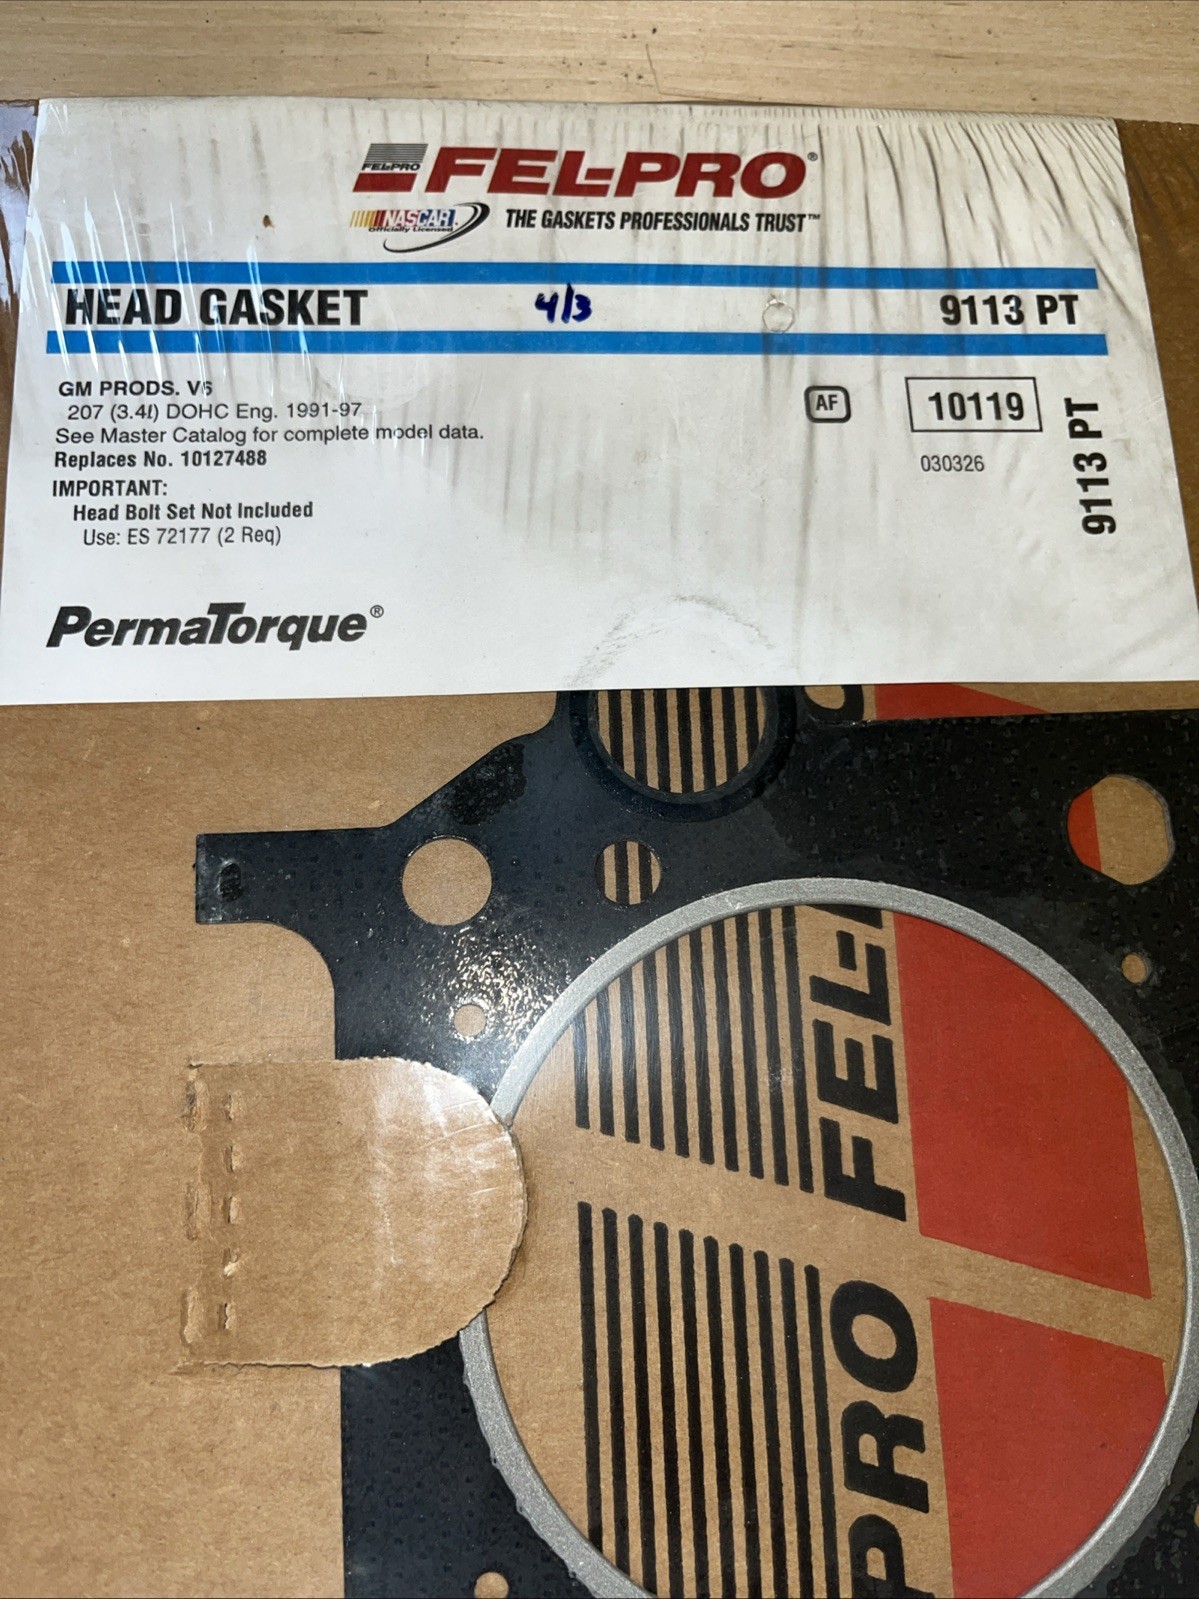 FEL-PRO
FEL-PRO®
NASCAR
Officially Licensed
THE GASKETS PROFESSIONALS TRUST™
HEAD GASKET 4/3 9113 PT
GM PRODS. V6
207 (3.4l) DOHC Eng. 1991-97
See Master Catalog for complete model data.
Replaces No. 10127488
IMPORTANT:
Head Bolt Set Not Included
Use: ES 72177 (2 Req)
AF
10119
030326
9113 PT
PermaTorque®
O
FEL-P
PRO